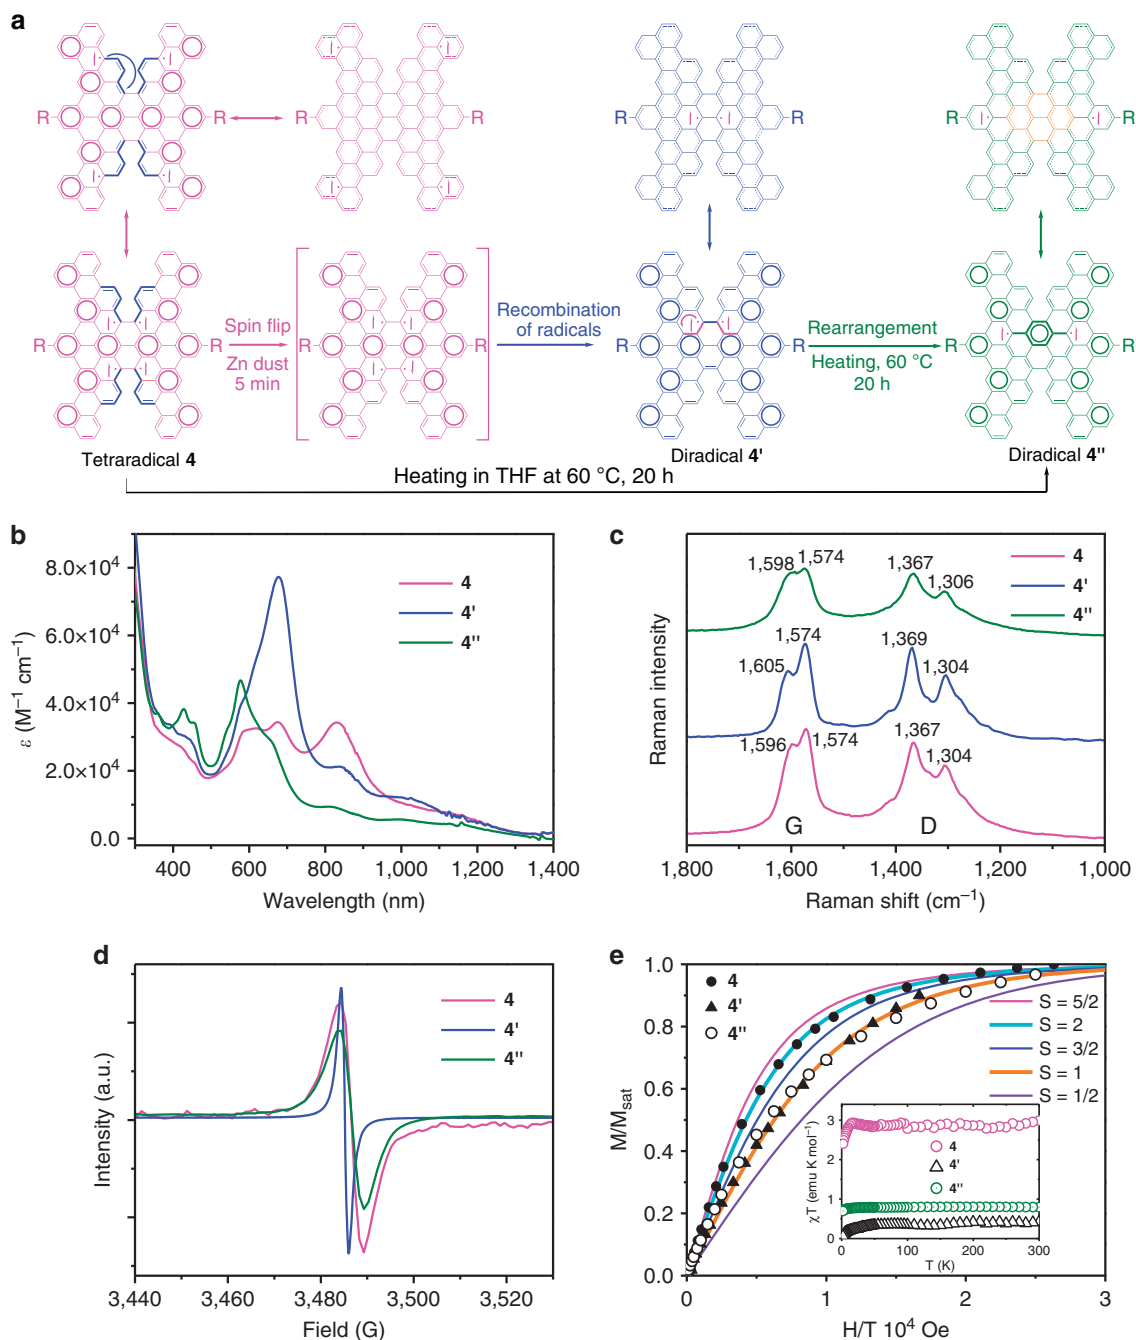 a
R
R
R
R
R
R
R
Spin flip
Zn dust
5 min
R
R
Recombination
of radicals
R
Rearrangement
Heating, 60 °C
20 h
R
R
Tetraradical 4
Diradical 4'
Diradical 4''
Heating in THF at 60 °C, 20 h
b
8.0×10⁴
6.0×10⁴
4.0×10⁴
2.0×10⁴
0.0
ε (M⁻¹ cm⁻¹)
4
4'
4''
400
600
800
1,000
1,200
1,400
Wavelength (nm)
c
1,598
1,574
1,367
1,306
4
4'
4''
1,605
1,574
1,369
1,304
1,596
1,574
1,367
1,304
G
D
Raman intensity
1,800
1,600
1,400
1,200
1,000
Raman shift (cm⁻¹)
d
Intensity (a.u.)
4
4'
4''
3,440
3,460
3,480
3,500
3,520
Field (G)
e
1.0
0.8
0.6
0.4
0.2
0.0
M/Msat
4
4'
4''
S = 5/2
S = 2
S = 3/2
S = 1
S = 1/2
χT (emu K mol⁻¹)
3
2
1
0
4
4'
4''
0
100
200
300
T (K)
0
1
2
3
H/T 10⁴ Oe